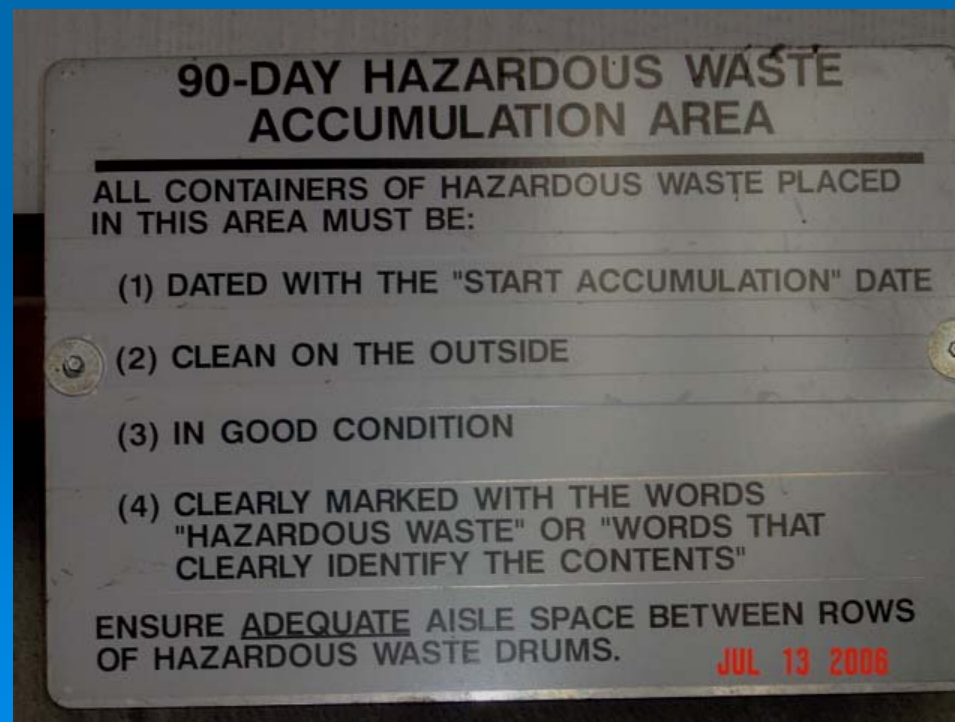 90-DAY HAZARDOUS WASTE
ACCUMULATION AREA
ALL CONTAINERS OF HAZARDOUS WASTE PLACED
IN THIS AREA MUST BE:
(1) DATED WITH THE "START ACCUMULATION" DATE
(2) CLEAN ON THE OUTSIDE
(3) IN GOOD CONDITION
(4) CLEARLY MARKED WITH THE WORDS
"HAZARDOUS WASTE" OR "WORDS THAT
CLEARLY IDENTIFY THE CONTENTS"
ENSURE ADEQUATE AISLE SPACE BETWEEN ROWS
OF HAZARDOUS WASTE DRUMS.
JUL 13 2006